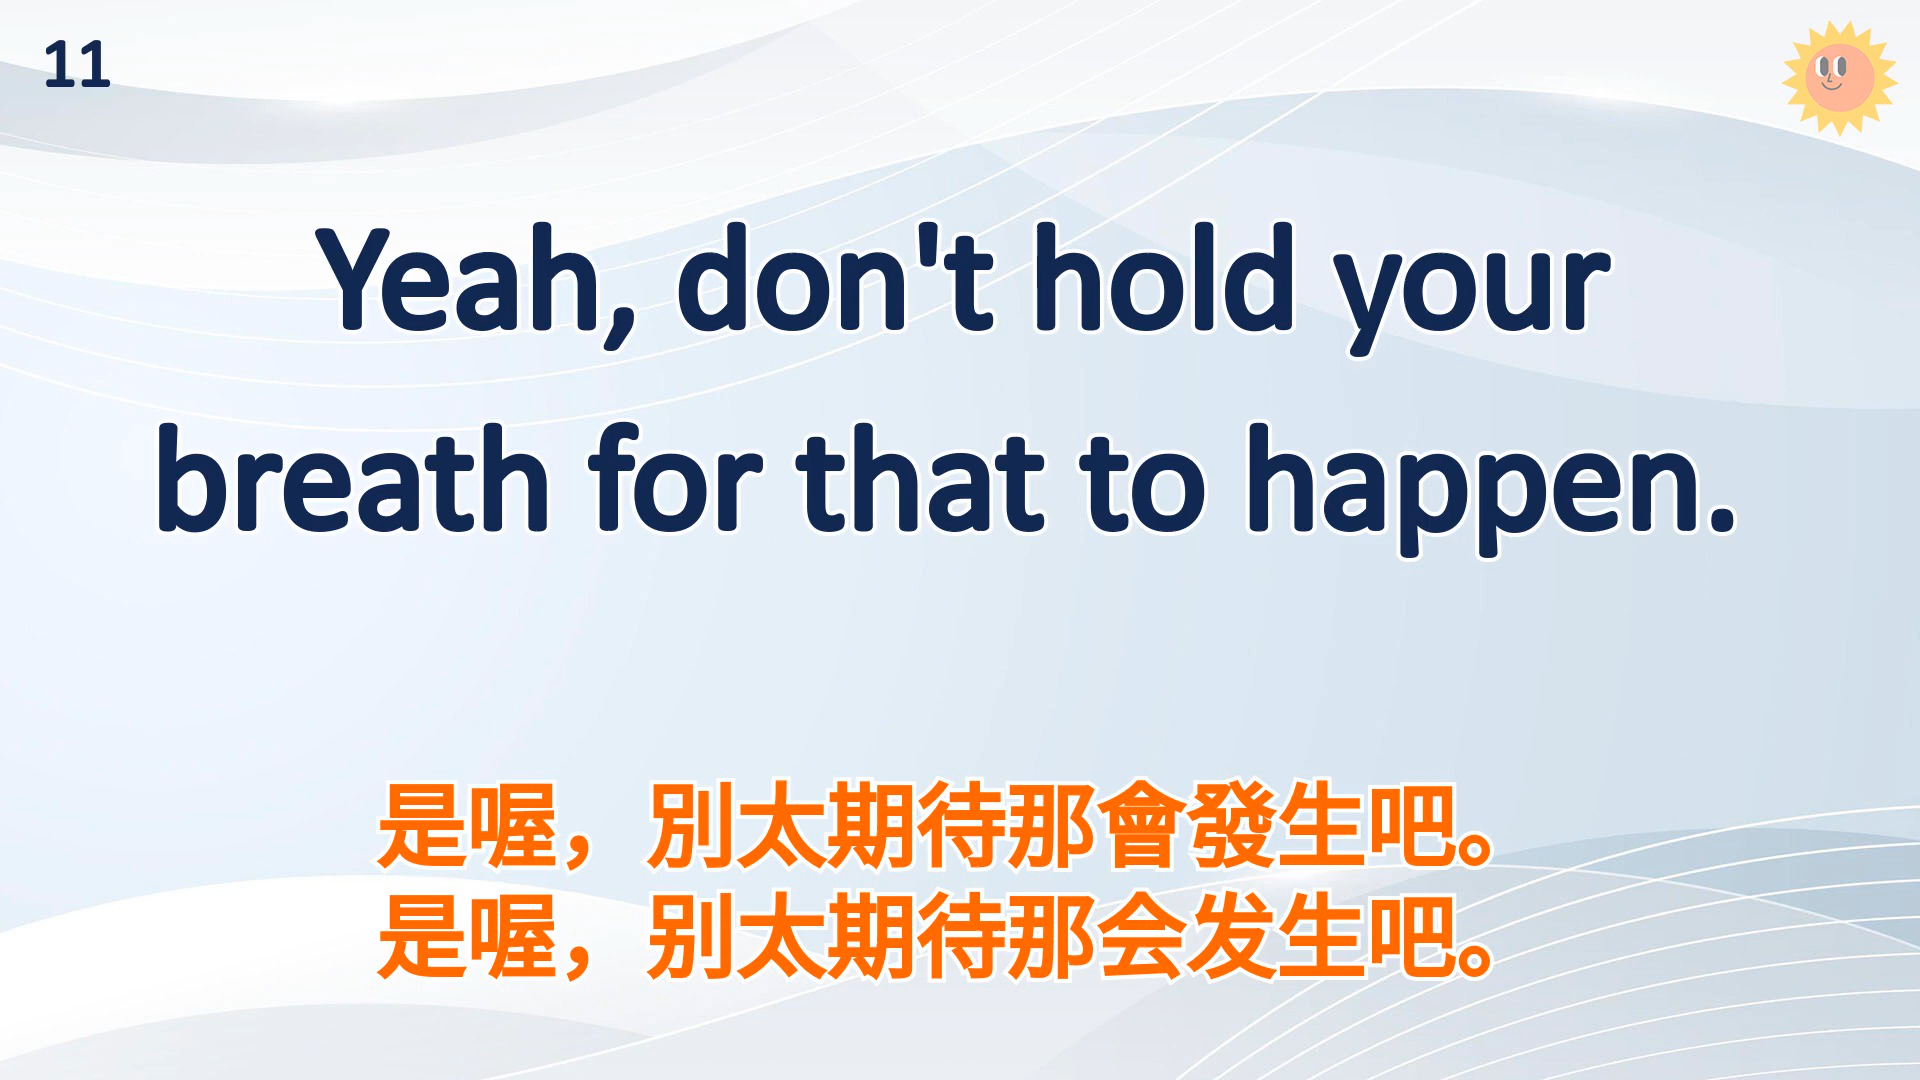 11
Yeah, don't hold your
breath for that to happen.
是喔，別太期待那會發生吧。
是喔，别太期待那会发生吧。